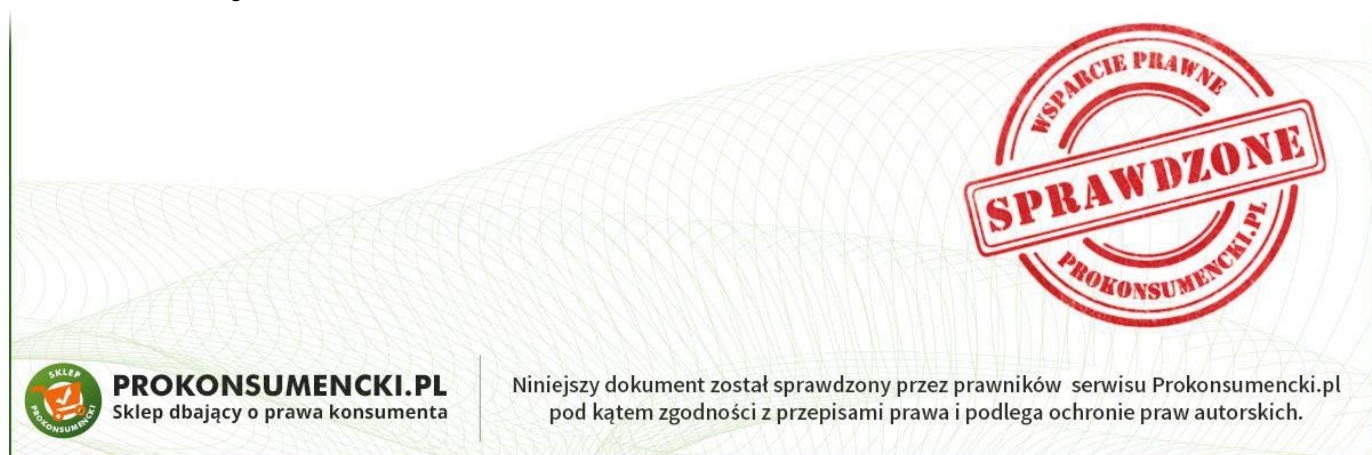 WSPARCIE PRAWNE
SPRAWDZONE
PROKONSUMENCKI.PL
SKLEP
PROKONSUMENCKI
PROKONSUMENCKI.PL
Sklep dbający o prawa konsumenta
Niniejszy dokument został sprawdzony przez prawników serwisu Prokonsumencki.pl
pod kątem zgodności z przepisami prawa i podlega ochronie praw autorskich.